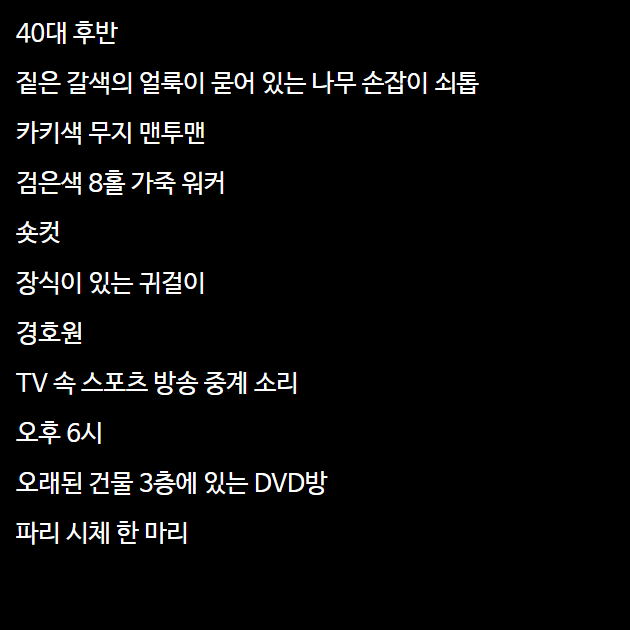 40대 후반
짙은 갈색의 얼룩이 묻어 있는 나무 손잡이 쇠톱
카키색 무지 맨투맨
검은색 8홀 가죽 워커
숏컷
장식이 있는 귀걸이
경호원
TV 속 스포츠 방송 중계 소리
오후 6시
오래된 건물 3층에 있는 DVD방
파리 시체 한 마리